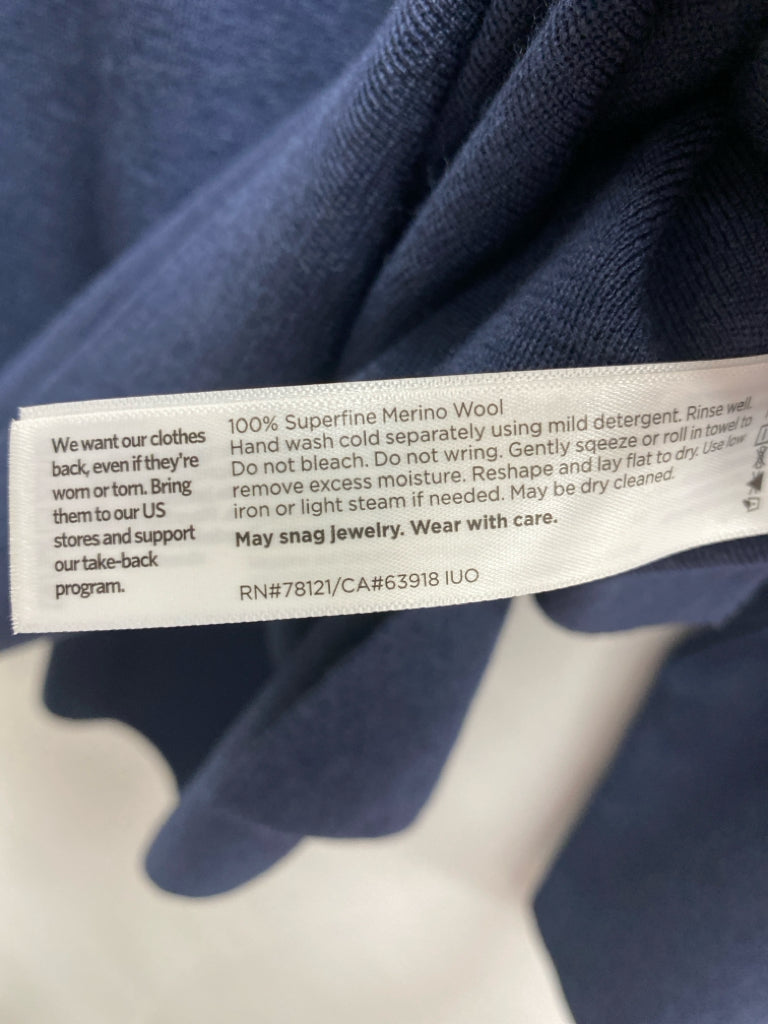 We want our clothes
back, even if they're
worn or torn. Bring
them to our US
stores and support
our take-back
program.
100% Superfine Merino Wool
Hand wash cold separately using mild detergent. Rinse well.
Do not bleach. Do not wring. Gently sqeeze or roll in towel to
remove excess moisture. Reshape and lay flat to dry. Use low
iron or light steam if needed. May be dry cleaned.
May snag jewelry. Wear with care.
RN#78121/CA#63918 IUO